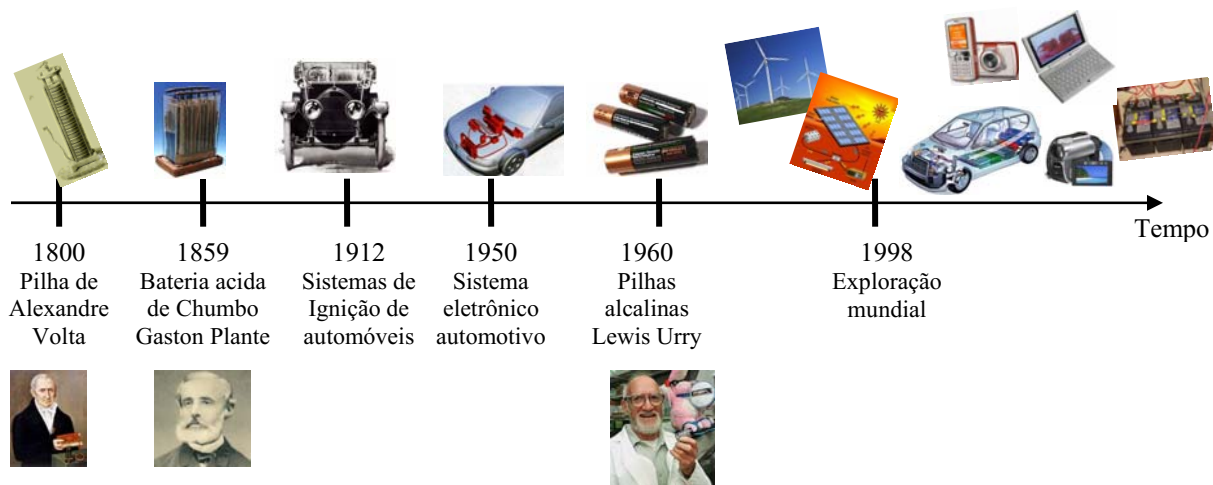 Tempo
1800
Pilha de
Alexandre
Volta
1859
Bateria acida
de Chumbo
Gaston Plante
1912
Sistemas de
Ignição de
automóveis
1950
Sistema
eletrônico
automotivo
1960
Pilhas
alcalinas
Lewis Urry
1998
Exploração
mundial